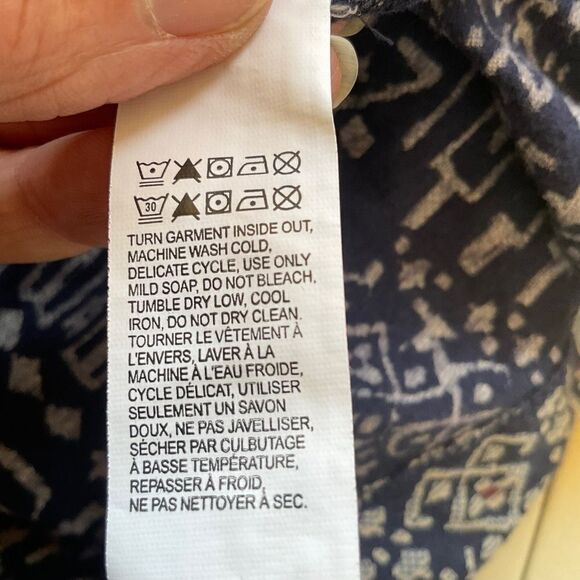 30
TURN GARMENT INSIDE OUT,
MACHINE WASH COLD,
DELICATE CYCLE, USE ONLY
MILD SOAP, DO NOT BLEACH.
TUMBLE DRY LOW, COOL
IRON, DO NOT DRY CLEAN.
TOURNER LE VÊTEMENT À
L'ENVERS, LAVER À LA
MACHINE À L'EAU FROIDE,
CYCLE DÉLICAT, UTILISER
SEULEMENT UN SAVON
DOUX, NE PAS JAVELLISER,
SÉCHER PAR CULBUTAGE
À BASSE TEMPÉRATURE,
REPASSER À FROID,
NE PAS NETTOYER À SEC.